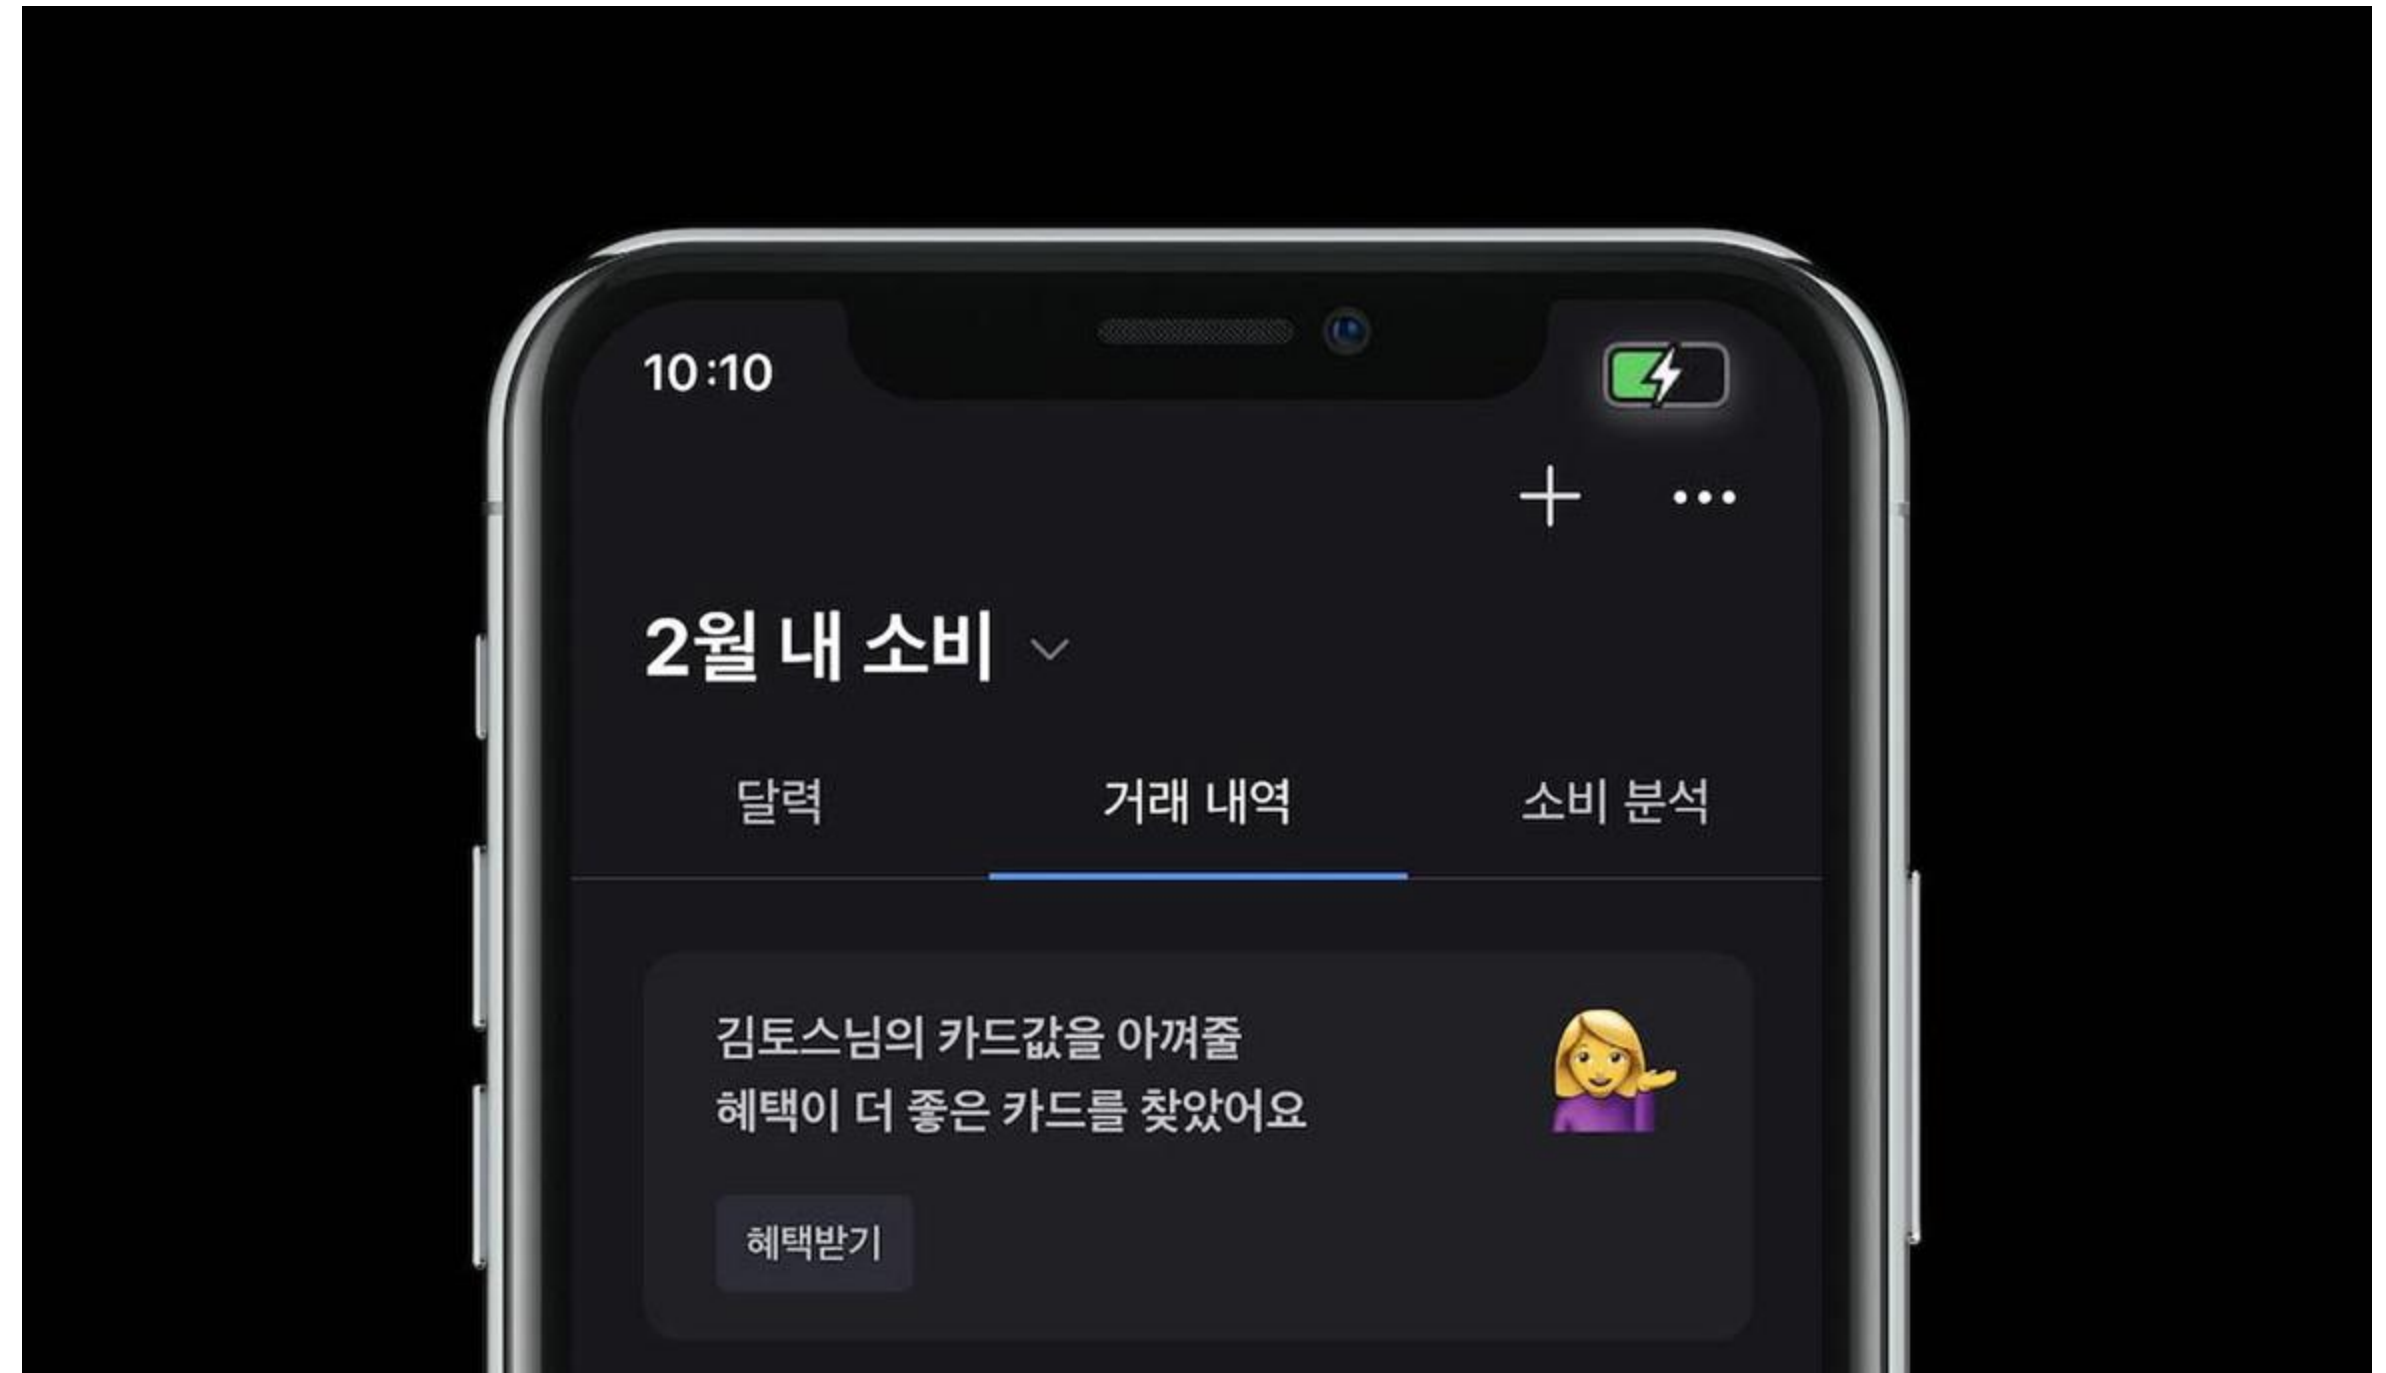 10:10
2월 내 소비
달력
거래 내역
소비 분석
김토스님의 카드값을 아껴줄
혜택이 더 좋은 카드를 찾았어요
혜택받기